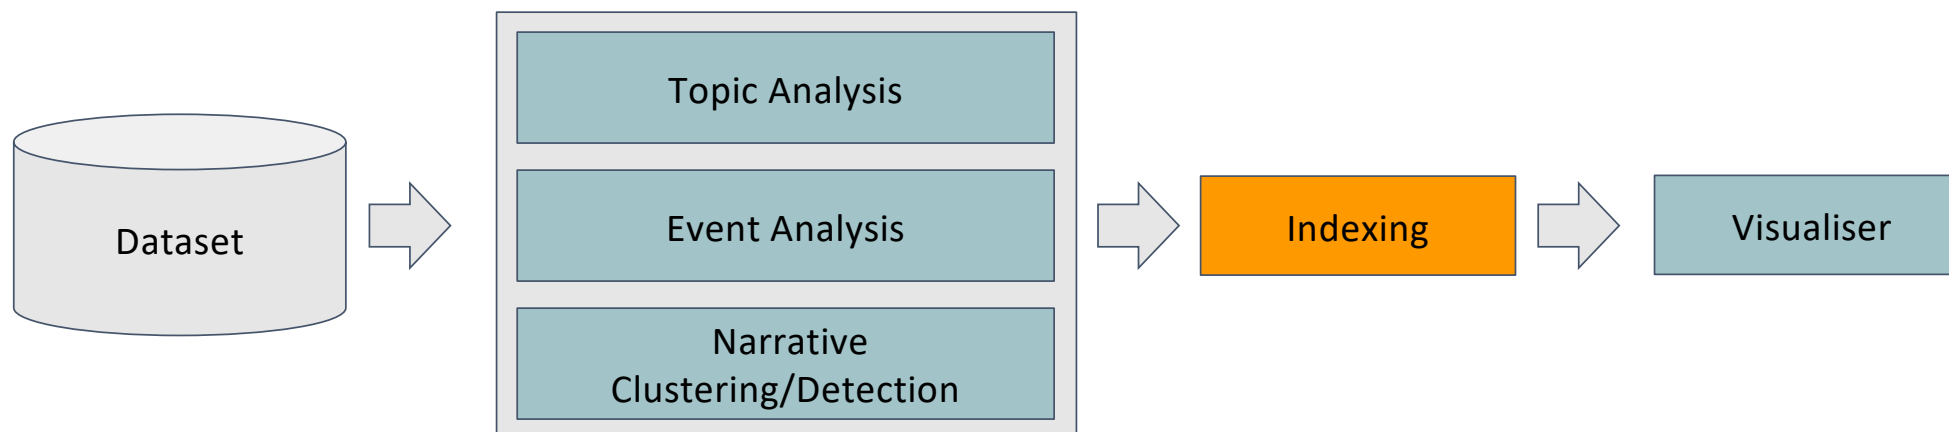 Dataset
Topic Analysis
Event Analysis
Narrative
Clustering/Detection
Indexing
Visualiser